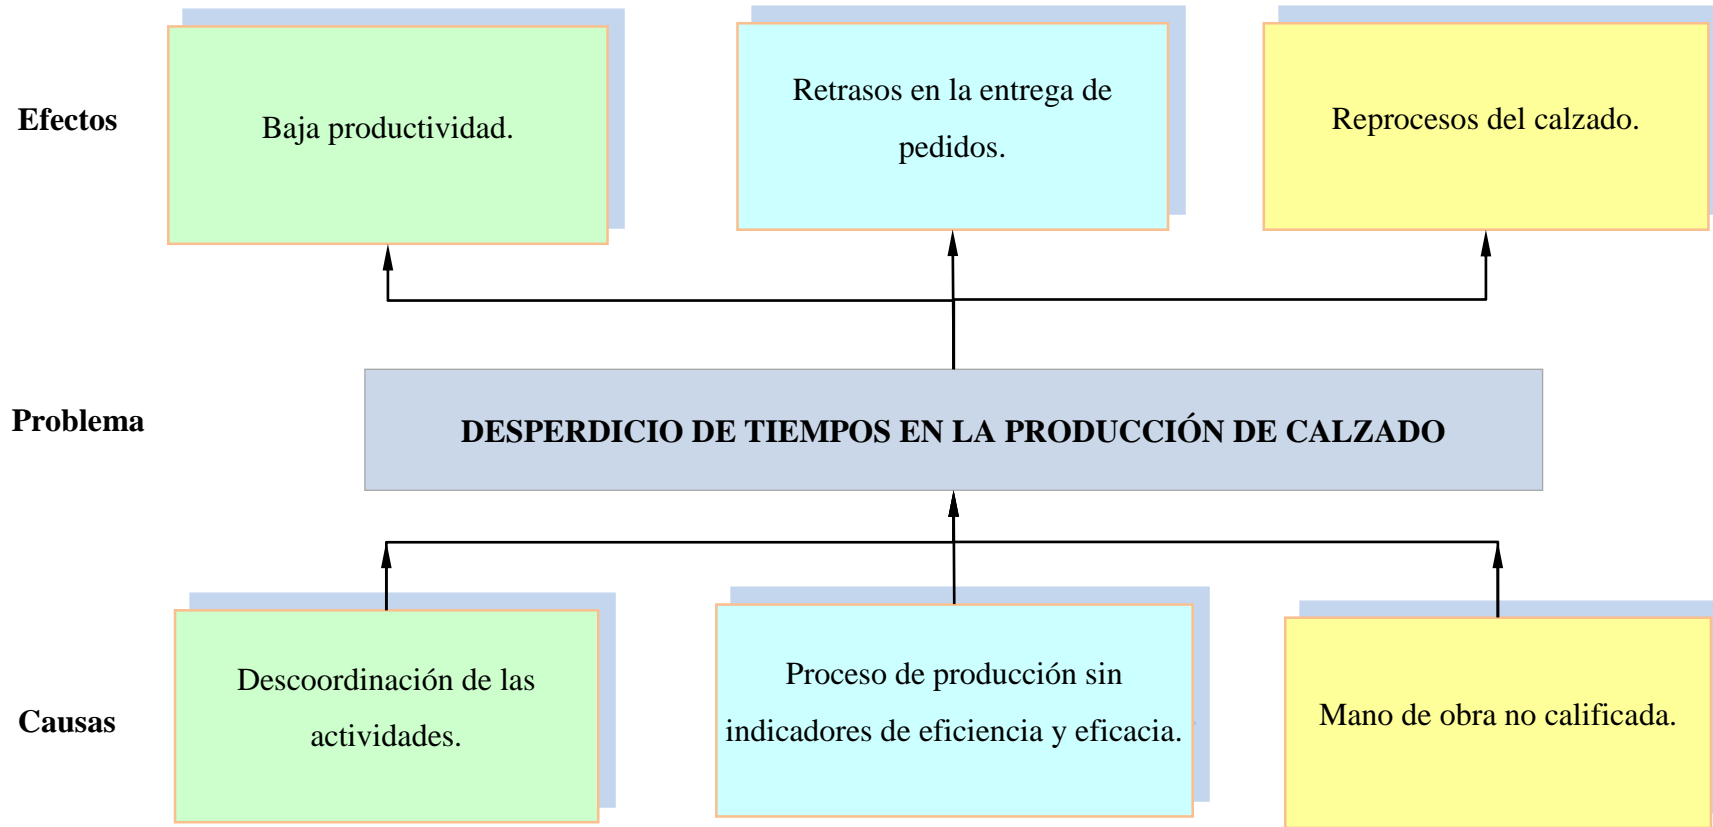 Efectos
Baja productividad.
Retrasos en la entrega de
pedidos.
Reprocesos del calzado.
Problema
DESPERDICIO DE TIEMPOS EN LA PRODUCCIÓN DE CALZADO
Causas
Descoordinación de las
actividades.
Proceso de producción sin
indicadores de eficiencia y eficacia.
Mano de obra no calificada.